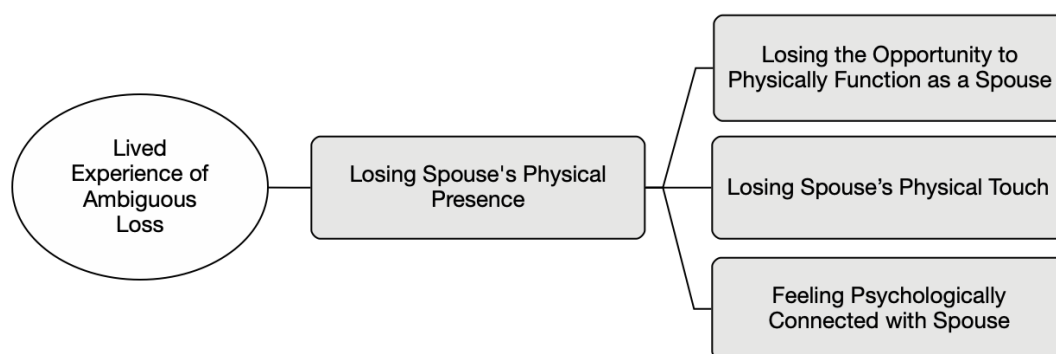 Lived
Experience of
Ambiguous
Loss
Losing Spouse's Physical
Presence
Losing the Opportunity to
Physically Function as a Spouse
Losing Spouse’s Physical Touch
Feeling Psychologically
Connected with Spouse